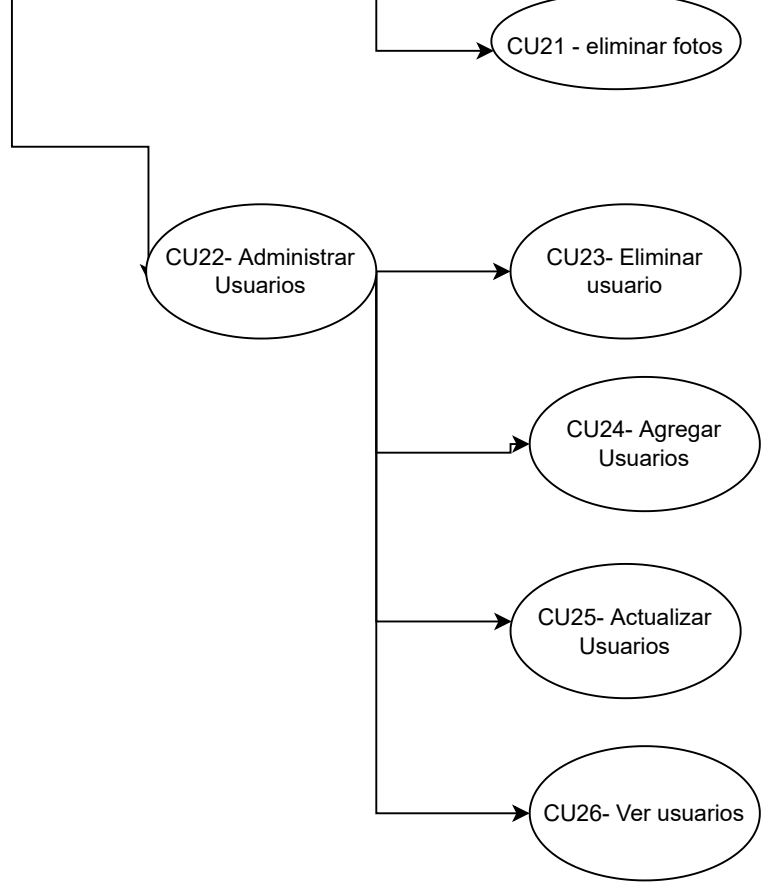 CU21 - eliminar fotos
CU22- Administrar
Usuarios
CU23- Eliminar
usuario
CU24- Agregar
Usuarios
CU25- Actualizar
Usuarios
CU26- Ver usuarios